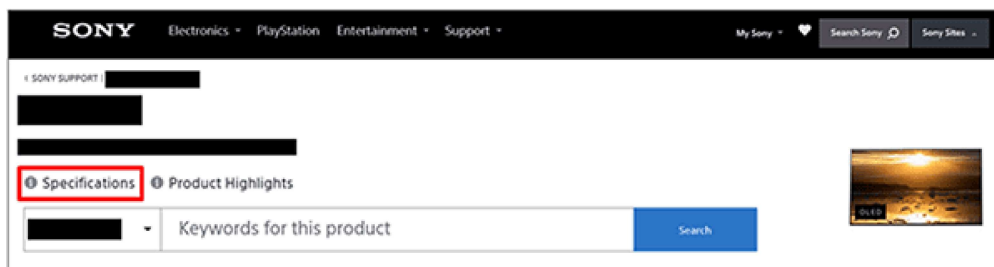 SONY Electronics PlayStation Entertainment Support My Sony Search Sony Sony Sites
‹ SONY SUPPORT |
Specifications Product Highlights
OLED
Keywords for this product Search